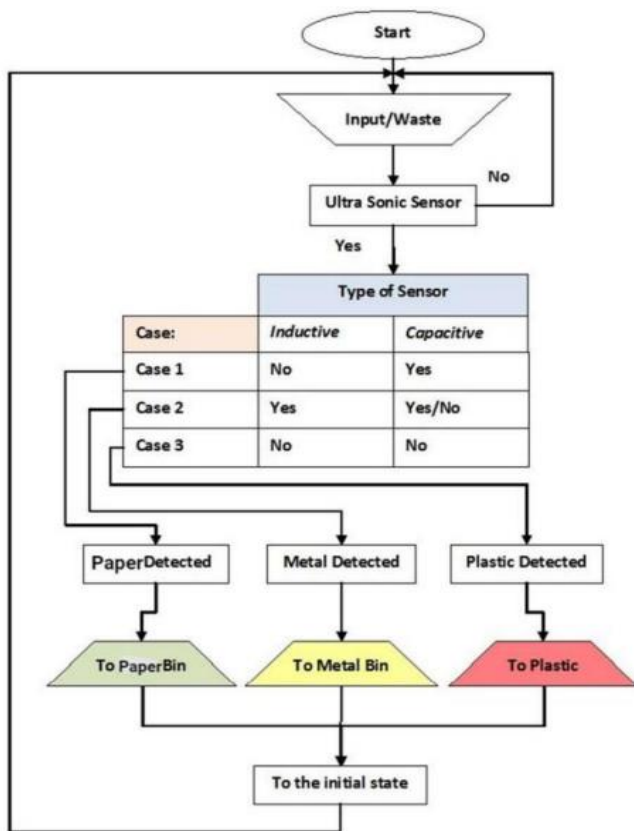 Start
Input/Waste
No
Ultra Sonic Sensor
Yes
Type of Sensor
Case: Inductive Capacitive
Case 1 No Yes
Case 2 Yes Yes/No
Case 3 No No
PaperDetected Metal Detected Plastic Detected
To PaperBin To Metal Bin To Plastic
To the initial state